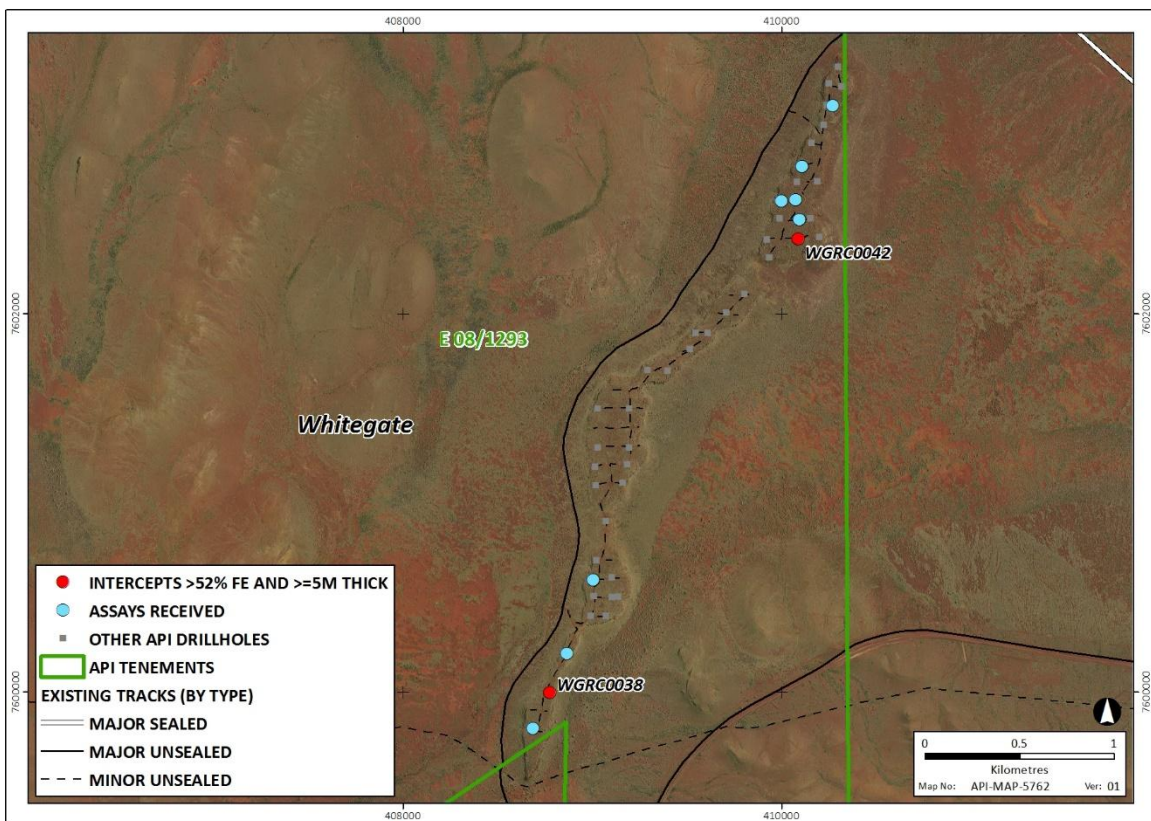 408000
410000
WGRC0042
7602000
7602000
E 08/1293
Whitegate
INTERCEPTS >52% FE AND >=5M THICK
ASSAYS RECEIVED
OTHER API DRILLHOLES
API TENEMENTS
EXISTING TRACKS (BY TYPE)
MAJOR SEALED
MAJOR UNSEALED
MINOR UNSEALED
WGRC0038
7600000
7600000
0 0.5 1
Kilometres
Map No: API-MAP-5762 Ver: 01
408000
410000